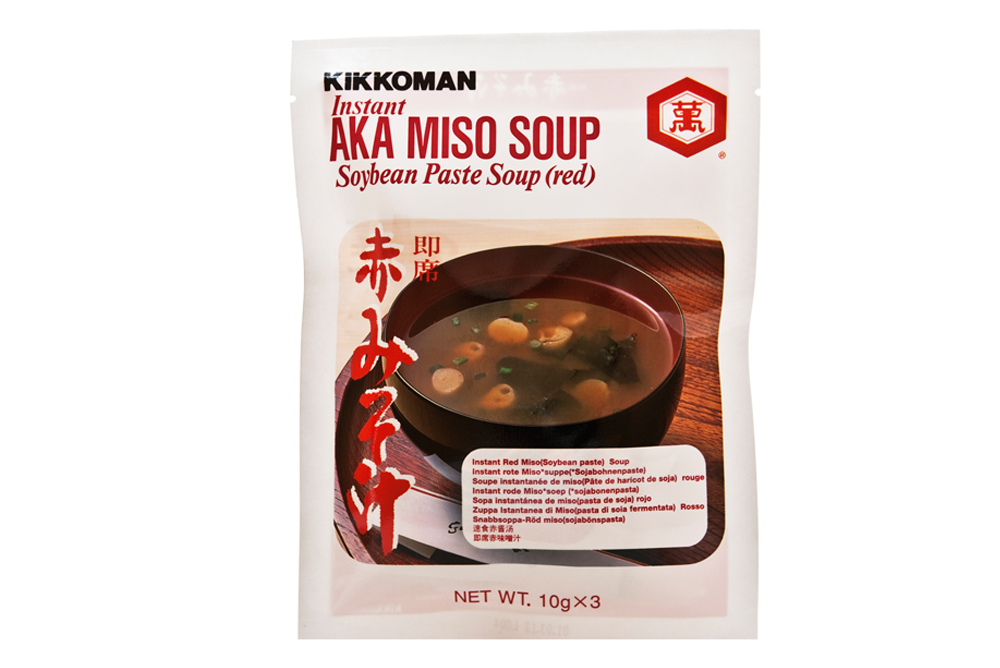 KIKKOMAN
Instant
AKA MISO SOUP
Soybean Paste Soup (red)
萬
®
即席
赤みそ汁
Instant Red Miso(Soybean paste) Soup
Instant rote Miso*suppe(*Sojabohnenpaste)
Soupe instantanée de miso(Pâte de haricot de soja) rouge
Instant rode Miso*soep (*sojabonenpasta)
Sopa instantánea de miso(pasta de soja) rojo
Zuppa Istantanea di Miso(pasta di soia fermentata) Rosso
Snabbsoppa-Röd miso(sojabönspasta)
速食赤酱汤
即席赤味噌汁
NET WT. 10g×3